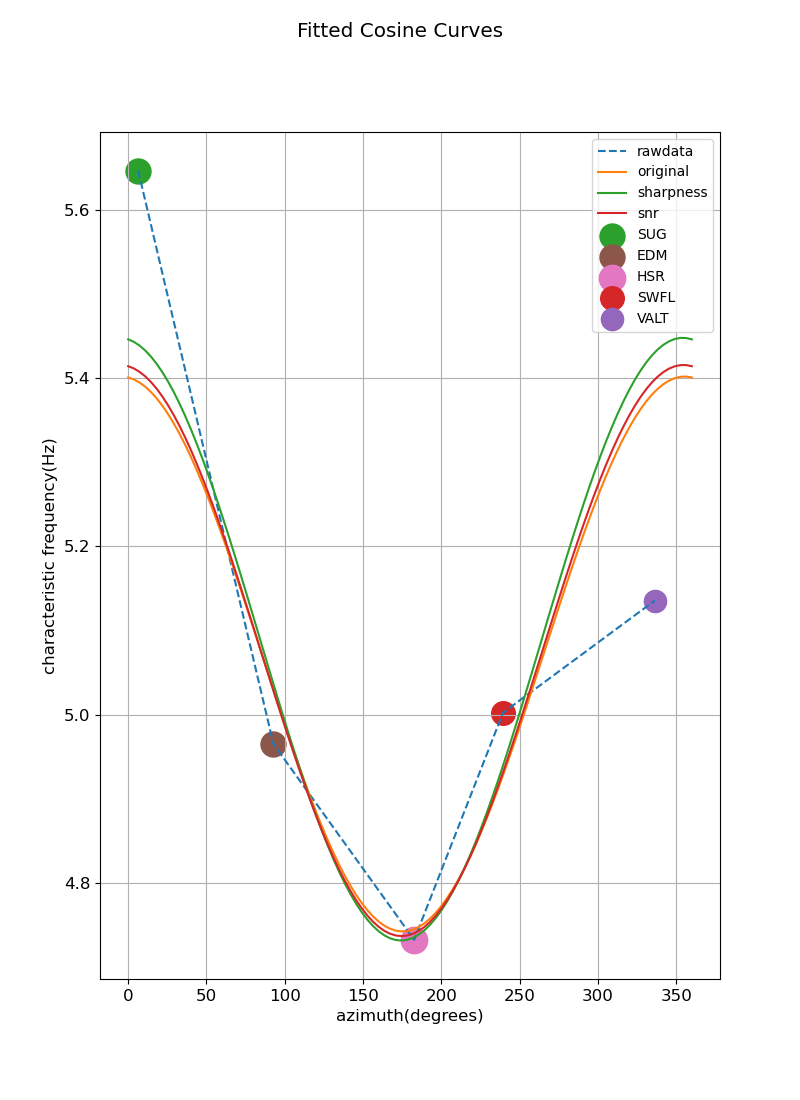 Fitted Cosine Curves
rawdata
original
sharpness
snr
SUG
EDM
HSR
SWFL
VALT
characteristic frequency(Hz)
5.6
5.4
5.2
5.0
4.8
0 50 100 150 200 250 300 350
azimuth(degrees)